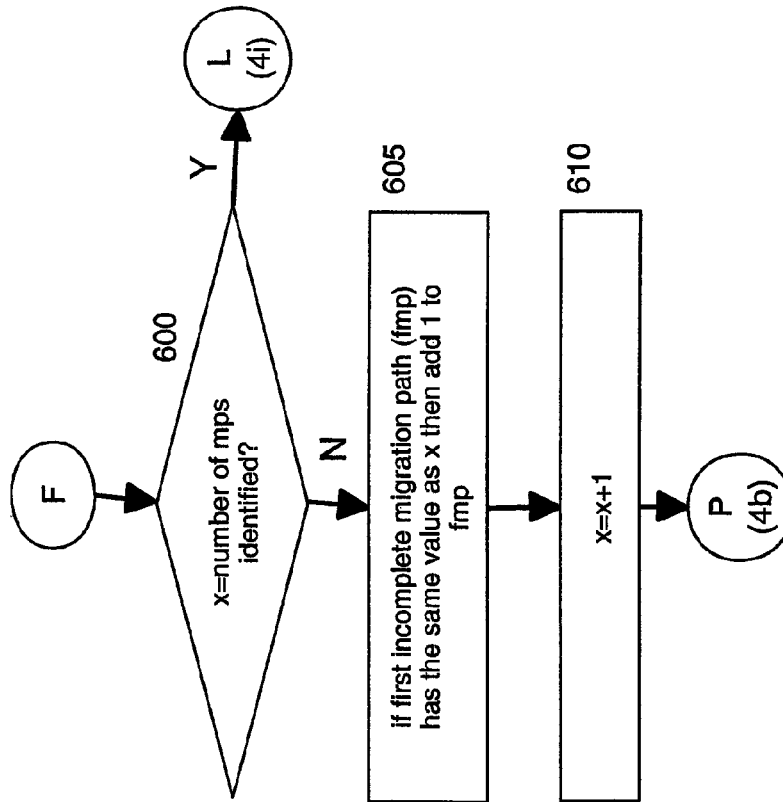 F
600
x=number of mps
identified?
Y
L
(4i)
N
605
if first incomplete migration path (fmp)
has the same value as x then add 1 to
fmp
610
x=x+1
P
(4b)